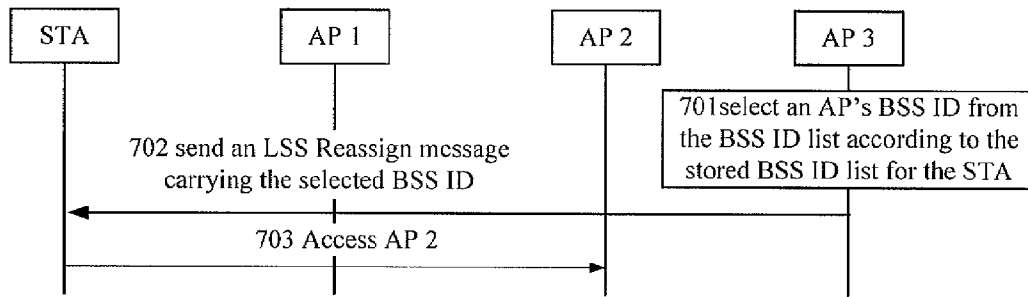 STA
AP 1
AP 2
AP 3
701select an AP's BSS ID from
the BSS ID list according to the
stored BSS ID list for the STA
702 send an LSS Reassign message
carrying the selected BSS ID
703 Access AP 2